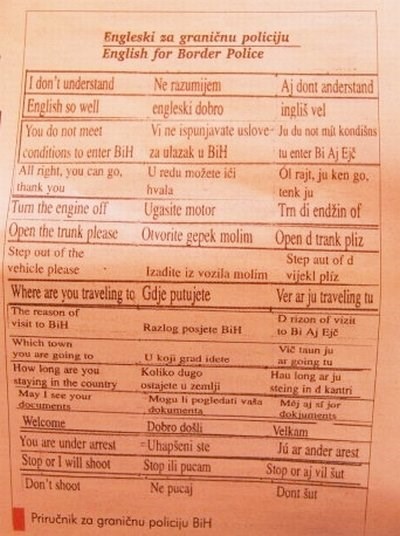 Engleski za graničnu policiju
English for Border Police
I don't understand Ne razumijem Aj dont anderstand
English so well engleski dobro ingliš vel
You do not meet Vi ne ispunjavate uslove- Ju du not mit kondišns
conditions to enter BiH za ulazak u BiH tu enter Bi Aj Ejč
All right, you can go, U redu možete ići Ól rajt, ju ken go,
thank you hvala tenk ju
Turn the engine off Ugasite motor Trn di endžin of
Open the trunk please Otvorite gepek molim Open d trank pliz
Step out of the Step aut of d
vehicle please Izadite iz vozila molim vijekl pliz
Where are you traveling to Gdje putujete Ver ar ju traveling tu
The reason of D rizon of vizit
visit to BiH Razlog posjete BiH to Bi Aj Ejč
Which town Vič taun ju
you are going to U koji grad idete ar going tu
How long are you Koliko dugo Hau long ar ju
staying in the country ostajete u zemlji steing in d kantri
May I see your Mogu li pogledati vaša Mej aj sí jor
documents dokumenta dokjuments
Welcome Dobro došli Velkam
You are under arrest =Uhapšeni ste Jú ar ander arest
Stop or I will shoot Stop ili pucam Stop or aj vil šut
Don't shoot Ne pucaj Dont šut
Priručnik za graničnu policiju BiH